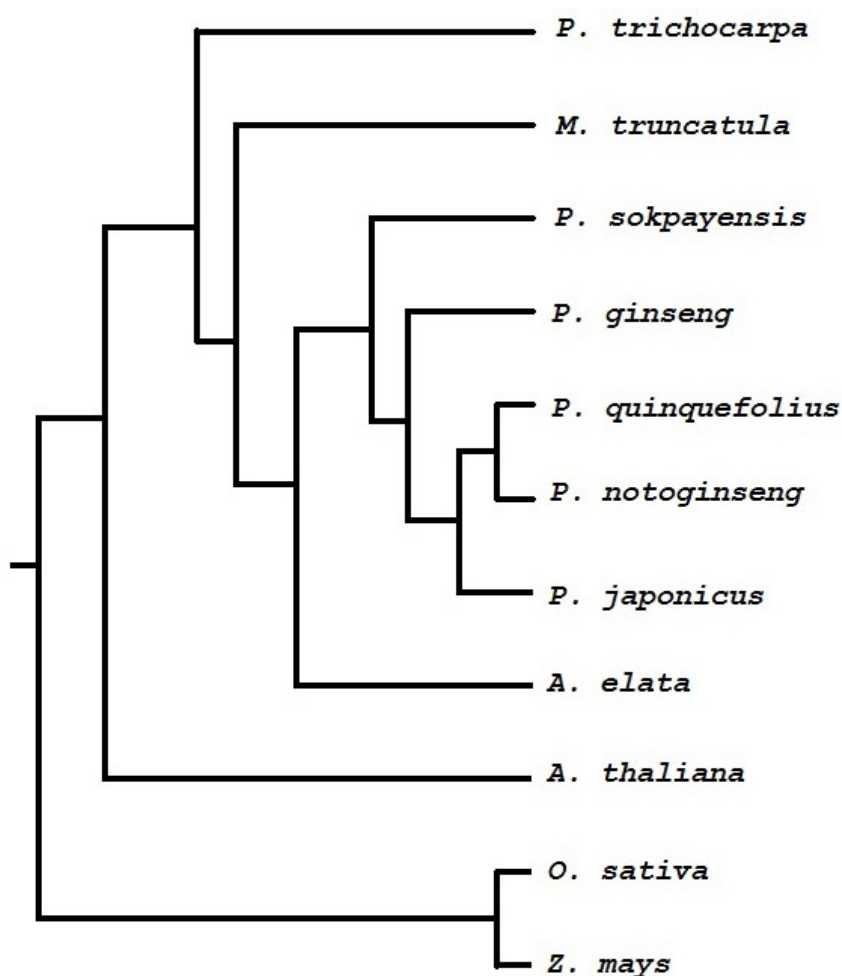 P. trichocarpa
M. truncatula
P. sokpayensis
P. ginseng
P. quinquefolius
P. notoginseng
P. japonicus
A. elata
A. thaliana
O. sativa
Z. mays